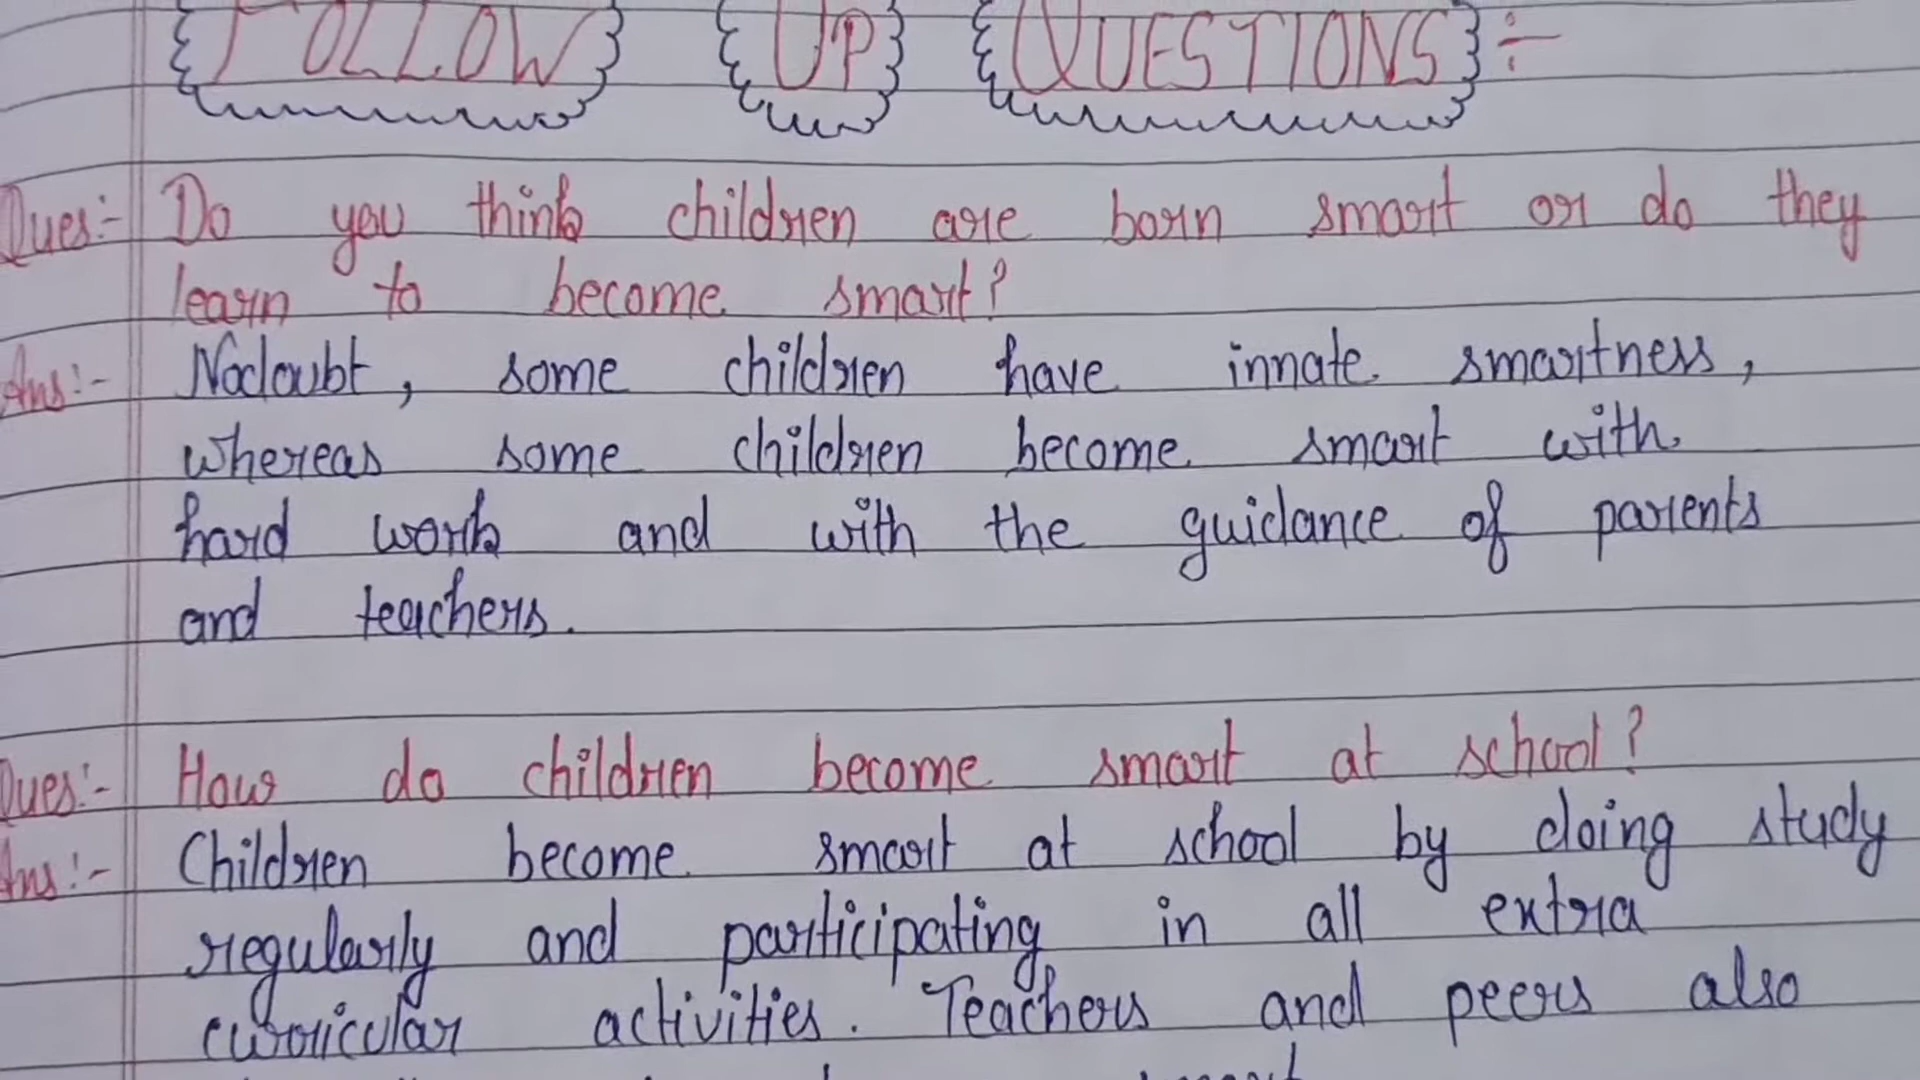 FOLLOW UP QUESTIONS ÷
Ques:- Do you think children are born smart or do they
learn to become smart?
Ans:- Nodoubt, some children have innate smartness,
whereas some children become smart with
hard work and with the guidance of parents
and teachers.
Ques:- How do children become smart at school?
Ans:- Children become smart at school by doing study
regularly and participating in all extra
curricular activities. Teachers and peers also